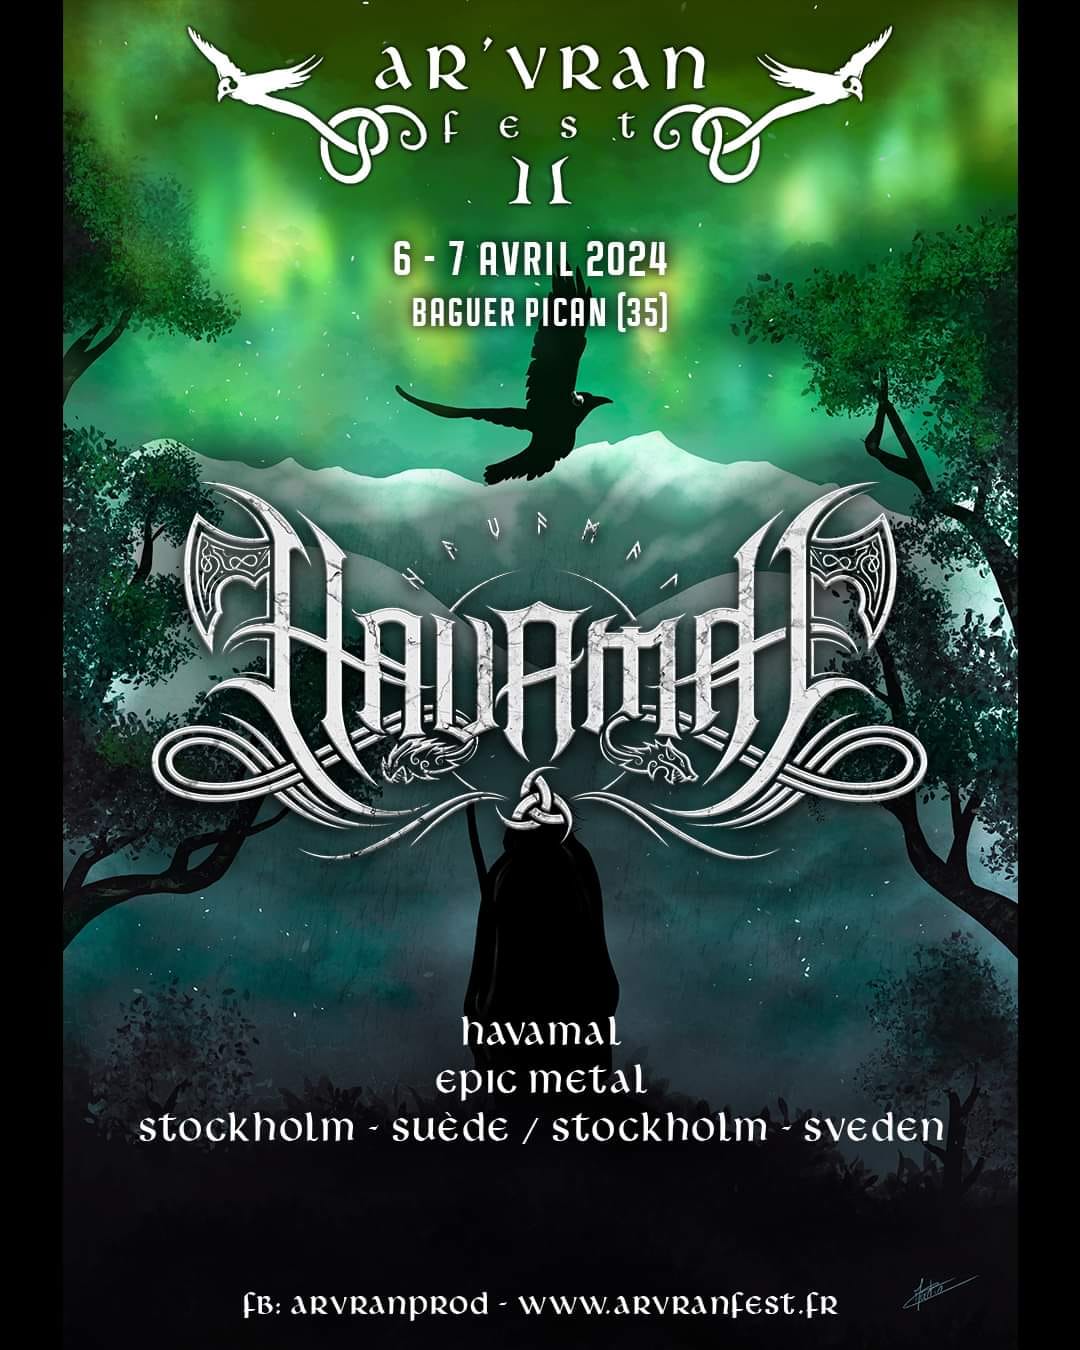 AR'VRAN
fest
II
6 - 7 AVRIL 2024
BAGUER PICAN (35)
HAVAMAL
havamal
epic metal
stockholm - suède / stockholm - sveden
fb: arvranprod - www.arvranfest.fr